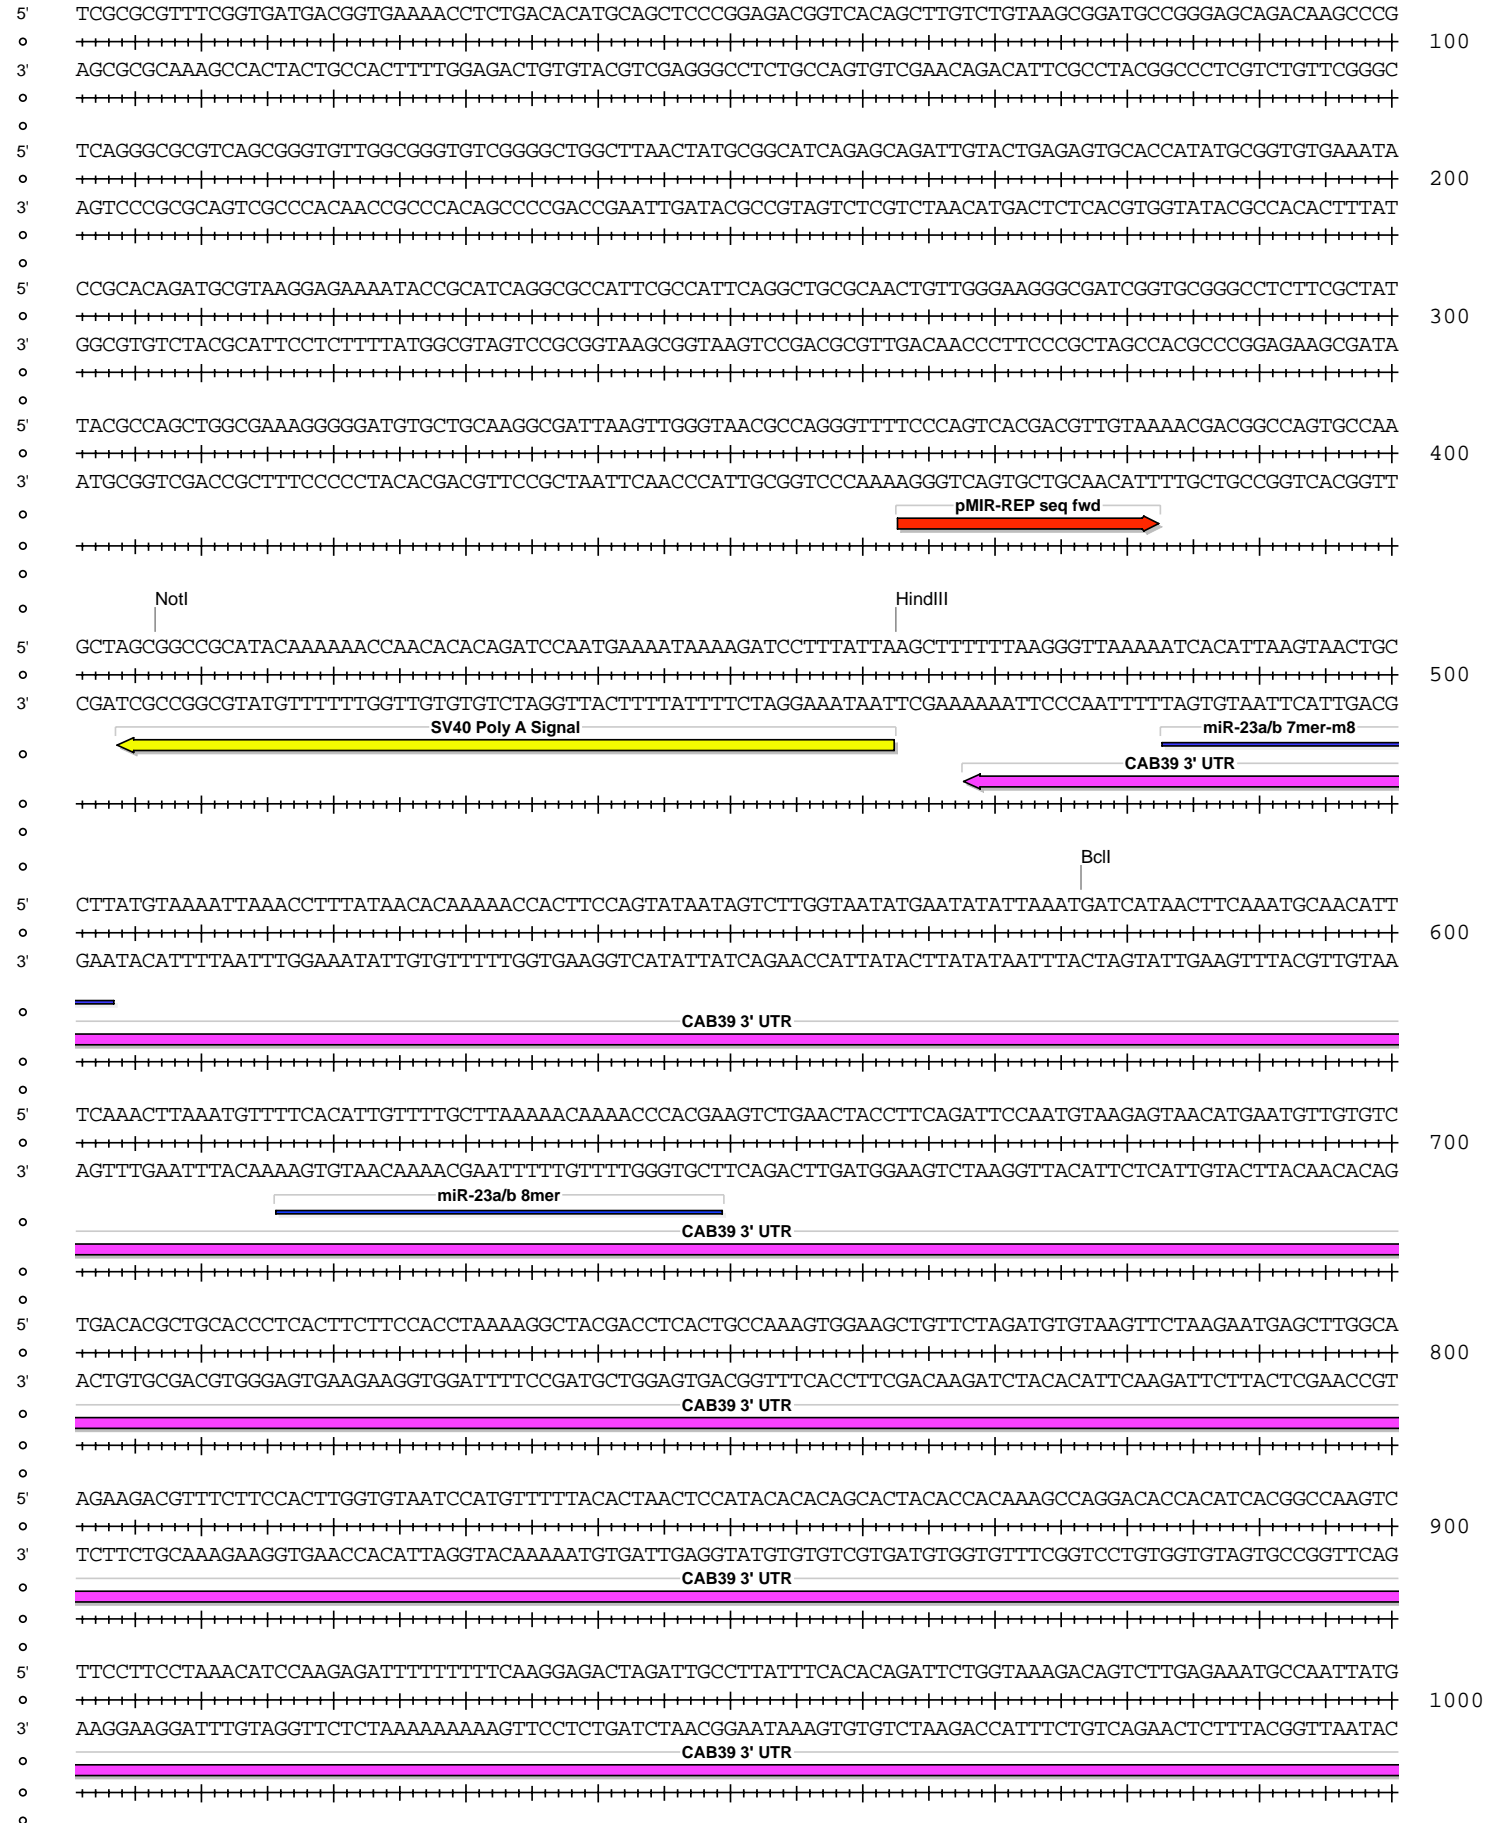 5' TCGCGCGTTTCGGTGATGACGGTGAAAACCTCTGACACATGCAGCTCCCGGAGACGGTCACAGCTTGTCTGTAAGCGGATGCCGGGAGCAGACAAGCCCG
100
3' AGCGCGCAAAGCCACTACTGCCACTTTTGGAGACTGTGTACGTCGAGGGCCTCTGCCAGTGTCGAACAGACATTCGCCTACGGCCCTCGTCTGTTCGGGC
5' TCAGGGCGCGTCAGCGGGTGTTGGCGGGTGTCGGGGCTGGCTTAACTATGCGGCATCAGAGCAGATTGTACTGAGAGTGCACCATATGCGGTGTGAAATA
200
3' AGTCCCGCGCAGTCGCCCACAACCGCCCACAGCCCCGACCGAATTGATACGCCGTAGTCTCGTCTAACATGACTCTCACGTGGTATACGCCACACTTTAT
5' CCGCACAGATGCGTAAGGAGAAAATACCGCATCAGGCGCCATTCGCCATTCAGGCTGCGCAACTGTTGGGAAGGGCGATCGGTGCGGGCCTCTTCGCTAT
300
3' GGCGTGTCTACGCATTCCTCTTTTATGGCGTAGTCCGCGGTAAGCGGTAAGTCCGACGCGTTGACAACCCTTCCCGCTAGCCACGCCCGGAGAAGCGATA
5' TACGCCAGCTGGCGAAAGGGGGATGTGCTGCAAGGCGATTAAGTTGGGTAACGCCAGGGTTTTCCCAGTCACGACGTTGTAAAACGACGGCCAGTGCCAA
400
3' ATGCGGTCGACCGCTTTCCCCCTACACGACGTTCCGCTAATTCAACCCATTGCGGTCCCAAAAGGGTCAGTGCTGCAACATTTTGCTGCCGGTCACGGTT
pMIR-REP seq fwd
NotI HindIII
5' GCTAGCGGCCGCATACAAAAAACCAACACACAGATCCAATGAAAATAAAAGATCCTTTATTAAGCTTTTTTAAGGGTTAAAAATCACATTAAGTAACTGC
500
3' CGATCGCCGGCGTATGTTTTTTGGTTGTGTGTCTAGGTTACTTTTATTTTCTAGGAAATAATTCGAAAAAATTCCCAATTTTTAGTGTAATTCATTGACG
SV40 Poly A Signal miR-23a/b 7mer-m8
CAB39 3' UTR
BclI
5' CTTATGTAAAATTAAACCTTTATAACACAAAAACCACTTCCAGTATAATAGTCTTGGTAATATGAATATATTAAATGATCATAACTTCAAATGCAACATT
600
3' GAATACATTTTAATTTGGAAATATTGTGTTTTTGGTGAAGGTCATATTATCAGAACCATTATACTTATATAATTTACTAGTATTGAAGTTTACGTTGTAA
CAB39 3' UTR
5' TCAAACTTAAATGTTTTCACATTGTTTTGCTTAAAAACAAAACCCACGAAGTCTGAACTACCTTCAGATTCCAATGTAAGAGTAACATGAATGTTGTGTC
700
3' AGTTTGAATTTACAAAAGTGTAACAAAACGAATTTTTGTTTTGGGTGCTTCAGACTTGATGGAAGTCTAAGGTTACATTCTCATTGTACTTACAACACAG
miR-23a/b 8mer
CAB39 3' UTR
5' TGACACGCTGCACCCTCACTTCTTCCACCTAAAAGGCTACGACCTCACTGCCAAAGTGGAAGCTGTTCTAGATGTGTAAGTTCTAAGAATGAGCTTGGCA
800
3' ACTGTGCGACGTGGGAGTGAAGAAGGTGGATTTTCCGATGCTGGAGTGACGGTTTCACCTTCGACAAGATCTACACATTCAAGATTCTTACTCGAACCGT
CAB39 3' UTR
5' AGAAGACGTTTCTTCCACTTGGTGTAATCCATGTTTTTACACTAACTCCATACACACAGCACTACACCACAAAGCCAGGACACCACATCACGGCCAAGTC
900
3' TCTTCTGCAAAGAAGGTGAACCACATTAGGTACAAAAATGTGATTGAGGTATGTGTGTCGTGATGTGGTGTTTCGGTCCTGTGGTGTAGTGCCGGTTCAG
CAB39 3' UTR
5' TTCCTTCCTAAACATCCAAGAGATTTTTTTTTCAAGGAGACTAGATTGCCTTATTTCACACAGATTCTGGTAAAGACAGTCTTGAGAAATGCCAATTATG
1000
3' AAGGAAGGATTTGTAGGTTCTCTAAAAAAAAAGTTCCTCTGATCTAACGGAATAAAGTGTGTCTAAGACCATTTCTGTCAGAACTCTTTACGGTTAATAC
CAB39 3' UTR